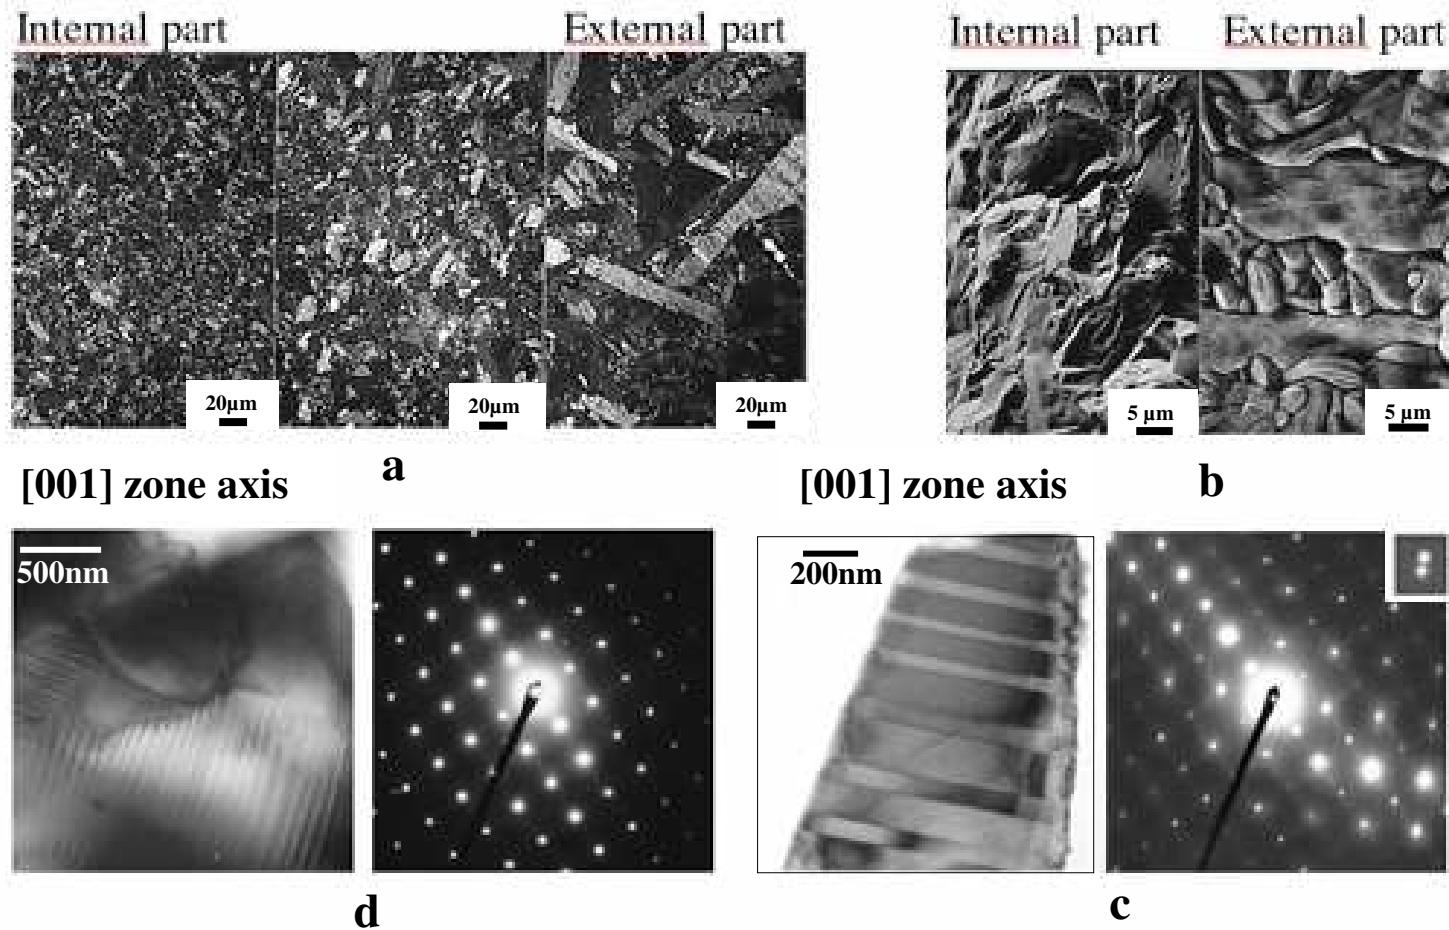 Internal part
External part
Internal part
External part
20μm
20μm
20μm
5 μm
5 μm
a
b
[001] zone axis
[001] zone axis
500nm
200nm
d
c